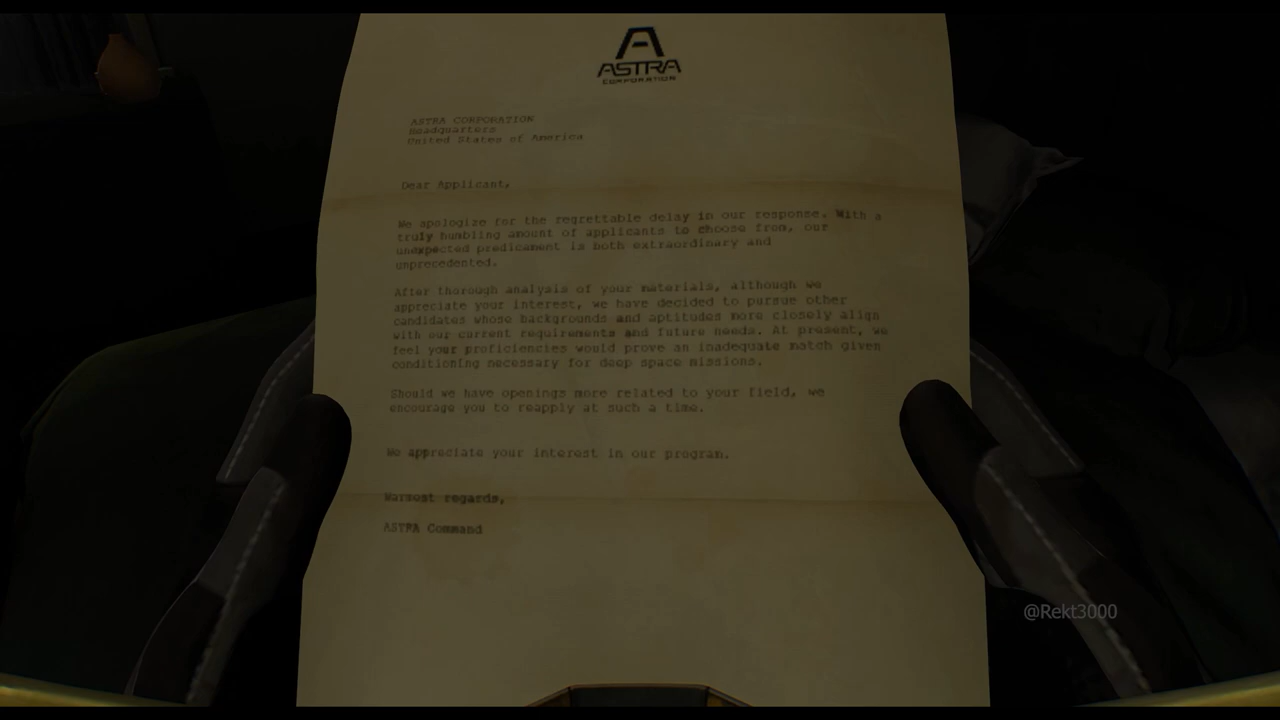 A
ASTRA
CORPORATION
ASTRA CORPORATION
Headquarters
United States of America
Dear Applicant,
We apologize for the regrettable delay in our response. With a
truly humbling amount of applicants to choose from, our
unexpected predicament is both extraordinary and
unprecedented.
After thorough analysis of your materials, although we
appreciate your interest, we have decided to pursue other
candidates whose backgrounds and aptitudes more closely align
with our current requirements and future needs. At present, we
feel your proficiencies would prove an inadequate match given
conditioning necessary for deep space missions.
Should we have openings more related to your field, we
encourage you to reapply at such a time.
We appreciate your interest in our program.
Warmest regards,
ASTRA Command
@Rekt3000